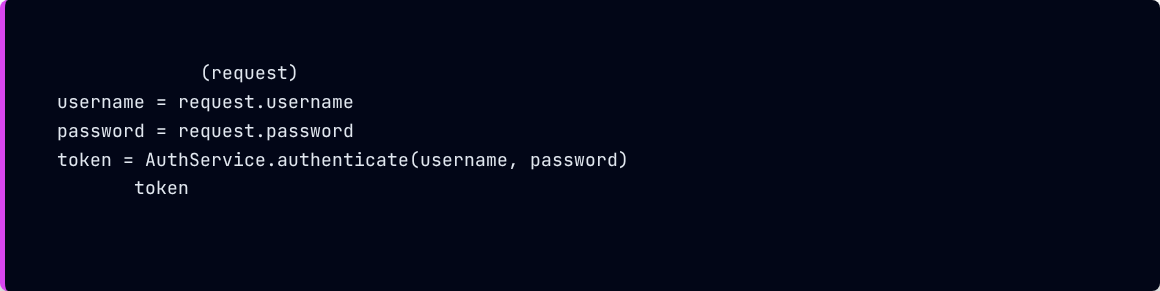 (request)
username = request.username
password = request.password
token = AuthService.authenticate(username, password)
token